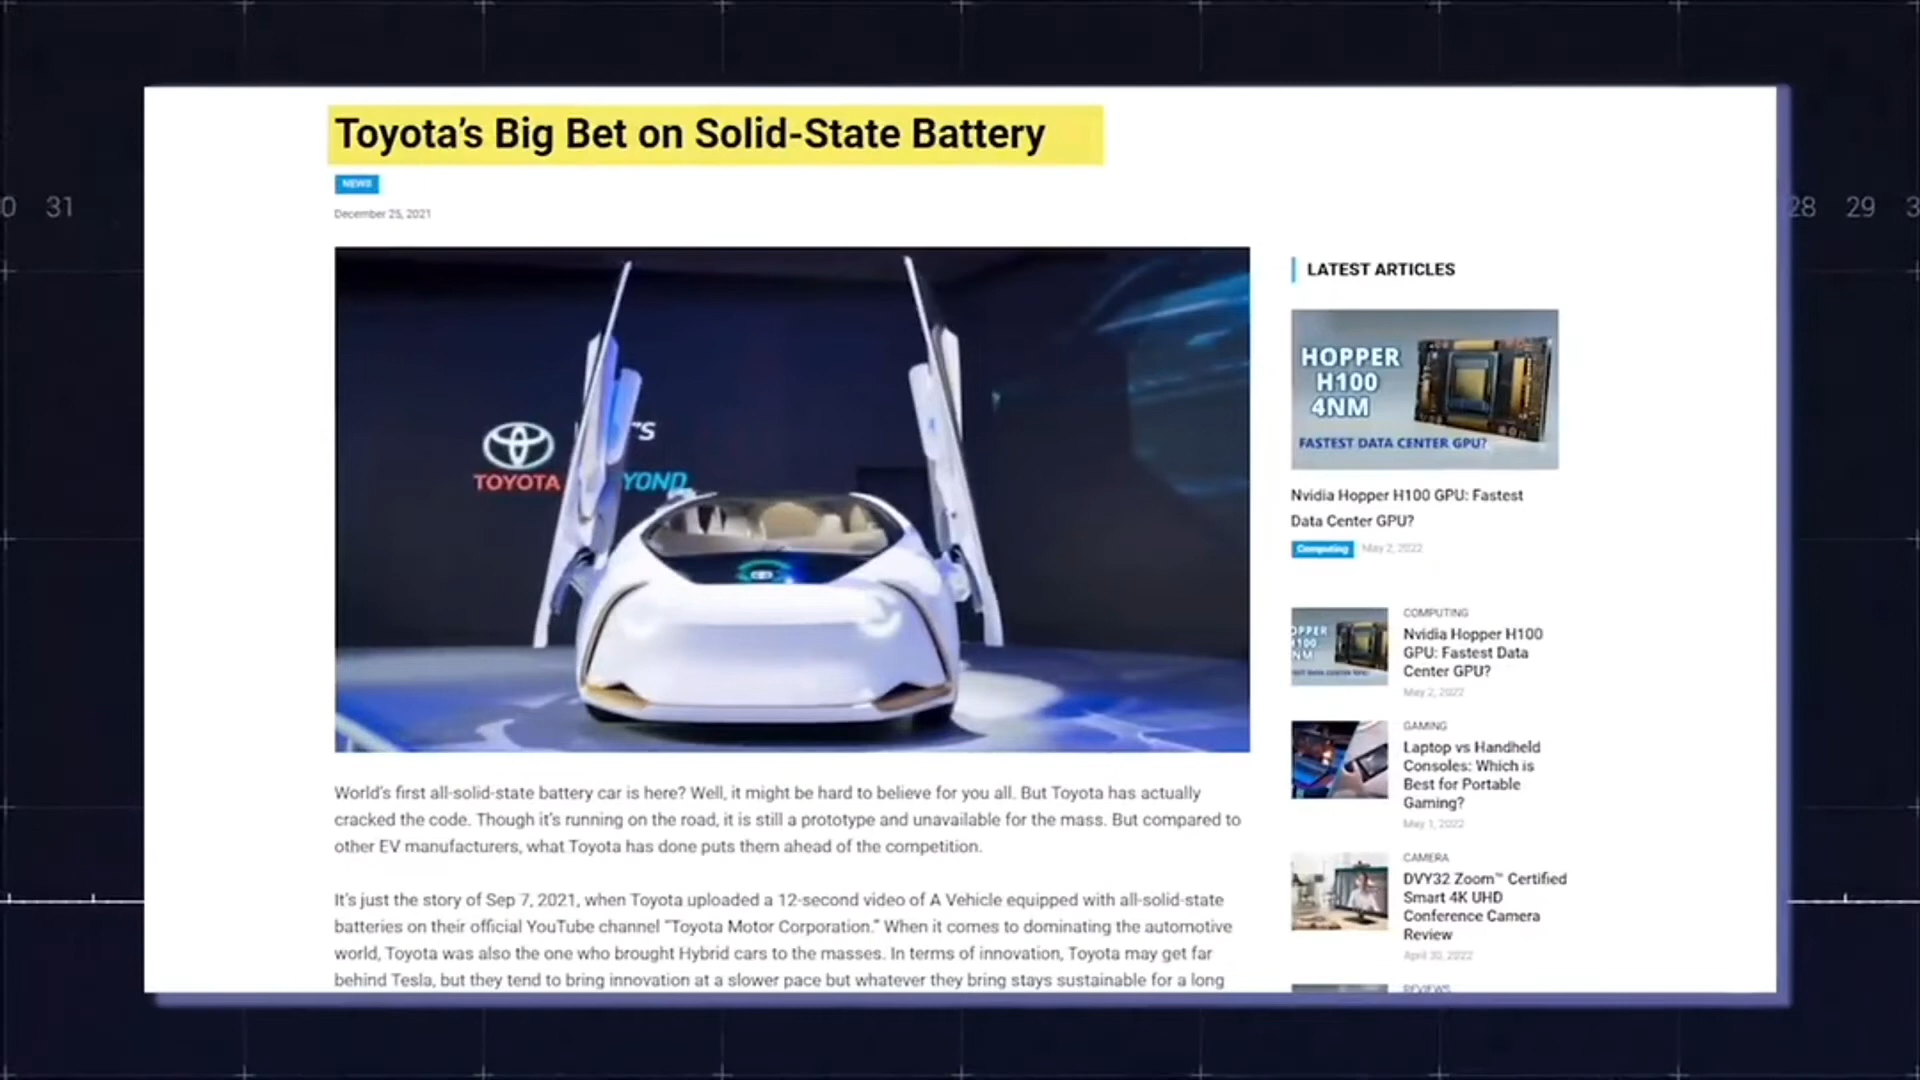 Toyota's Big Bet on Solid-State Battery
NEWS
December 25, 2021
31
28 29
TOYOTA
YOND
LATEST ARTICLES
HOPPER
H100
4NM
FASTEST DATA CENTER GPU?
Nvidia Hopper H100 GPU: Fastest
Data Center GPU?
Computing May 2, 2022
COMPUTING
Nvidia Hopper H100
GPU: Fastest Data
Center GPU?
May 2, 2022
GAMING
Laptop vs Handheld
Consoles: Which is
Best for Portable
Gaming?
May 1, 2022
CAMERA
DVY32 Zoom™ Certified
Smart 4K UHD
Conference Camera
Review
April 30, 2022
REVIEWS
World's first all-solid-state battery car is here? Well, it might be hard to believe for you all. But Toyota has actually
cracked the code. Though it's running on the road, it is still a prototype and unavailable for the mass. But compared to
other EV manufacturers, what Toyota has done puts them ahead of the competition.
It's just the story of Sep 7, 2021, when Toyota uploaded a 12-second video of A Vehicle equipped with all-solid-state
batteries on their official YouTube channel “Toyota Motor Corporation.” When it comes to dominating the automotive
world, Toyota was also the one who brought Hybrid cars to the masses. In terms of innovation, Toyota may get far
behind Tesla, but they tend to bring innovation at a slower pace but whatever they bring stays sustainable for a long